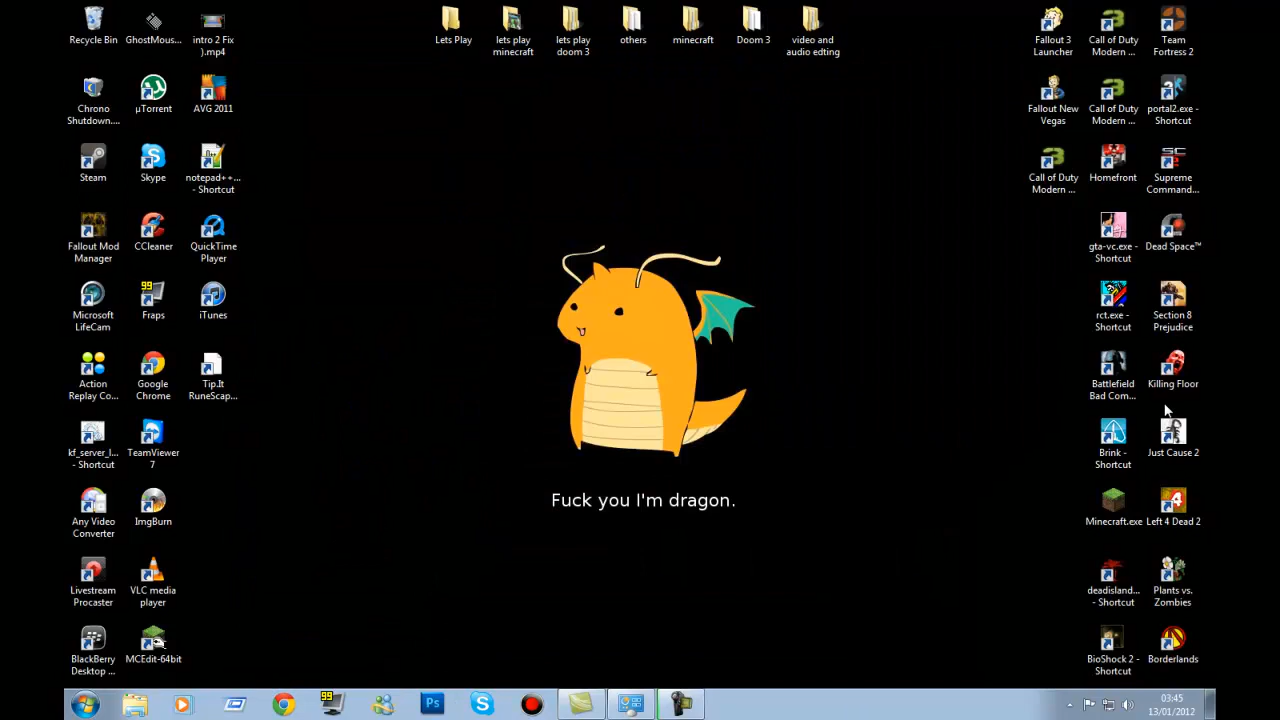 Recycle Bin
GhostMous...
intro 2 Fix
).mp4
Lets Play
lets play
minecraft
lets play
doom 3
others
minecraft
Doom 3
video and
audio edting
Fallout 3
Launcher
Call of Duty
Modern ...
Team
Fortress 2
Chrono
Shutdown....
µTorrent
AVG 2011
Fallout New
Vegas
Call of Duty
Modern ...
portal2.exe -
Shortcut
Steam
Skype
notepad++...
- Shortcut
Call of Duty
Modern ...
Homefront
Supreme
Command...
Fallout Mod
Manager
CCleaner
QuickTime
Player
gta-vc.exe -
Shortcut
Dead Space™
Microsoft
LifeCam
99
Fraps
iTunes
rct.exe -
Shortcut
Section 8
Prejudice
Action
Replay Co...
Google
Chrome
Tip.It
RuneScap...
Battlefield
Bad Com...
Killing Floor
kf_server_l...
- Shortcut
TeamViewer
7
Brink -
Shortcut
Just Cause 2
Any Video
Converter
ImgBurn
Fuck you I'm dragon.
Minecraft.exe
Left 4 Dead 2
Livestream
Procaster
VLC media
player
deadisland...
- Shortcut
Plants vs.
Zombies
BlackBerry
Desktop ...
MCEdit-64bit
BioShock 2 -
Shortcut
Borderlands
99
Ps
03:45
13/01/2012